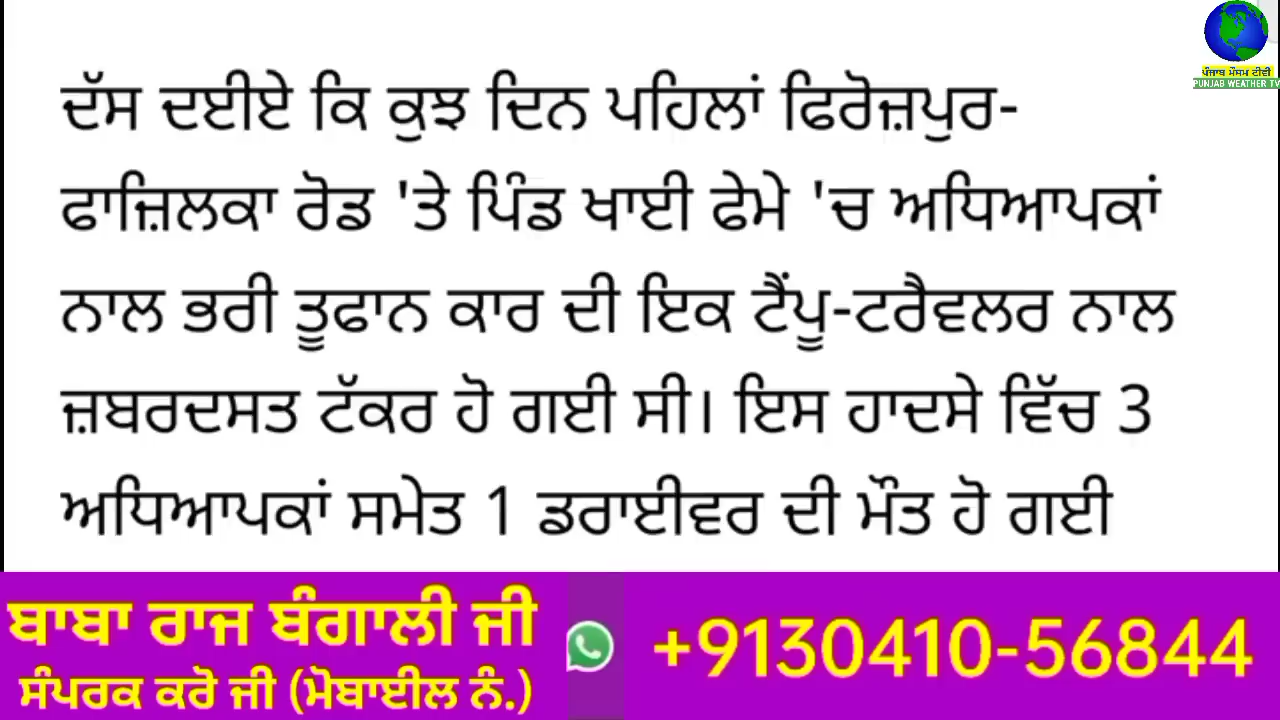 ਪੰਜਾਬ ਮੌਸਮ ਟੀਵੀ
PUNJAB WEATHER TV
ਦੱਸ ਦਈਏ ਕਿ ਕੁਝ ਦਿਨ ਪਹਿਲਾਂ ਫਿਰੋਜ਼ਪੁਰ-
ਫਾਜ਼ਿਲਕਾ ਰੋਡ 'ਤੇ ਪਿੰਡ ਖਾਈ ਫੇਮੇ 'ਚ ਅਧਿਆਪਕਾਂ
ਨਾਲ ਭਰੀ ਤੂਫਾਨ ਕਾਰ ਦੀ ਇਕ ਟੈਂਪੂ-ਟਰੈਵਲਰ ਨਾਲ
ਜ਼ਬਰਦਸਤ ਟੱਕਰ ਹੋ ਗਈ ਸੀ। ਇਸ ਹਾਦਸੇ ਵਿੱਚ 3
ਅਧਿਆਪਕਾਂ ਸਮੇਤ 1 ਡਰਾਈਵਰ ਦੀ ਮੌਤ ਹੋ ਗਈ
ਬਾਬਾ ਰਾਜ ਬੰਗਾਲੀ ਜੀ
ਸੰਪਰਕ ਕਰੋ ਜੀ (ਮੋਬਾਈਲ ਨੰ.)
+9130410-56844